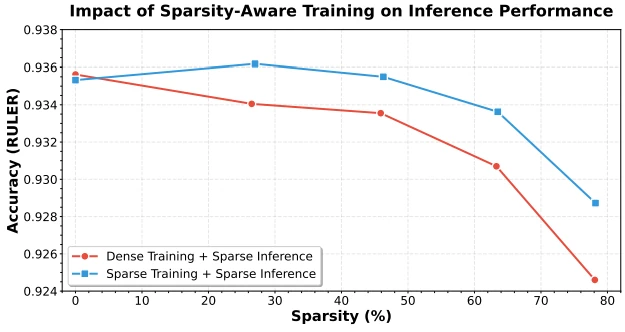 Impact of Sparsity-Aware Training on Inference Performance
0.938
0.936
0.934
0.932
0.930
0.928
0.926
0.924
Accuracy (RULER)
Dense Training + Sparse Inference
Sparse Training + Sparse Inference
0 10 20 30 40 50 60 70 80
Sparsity (%)